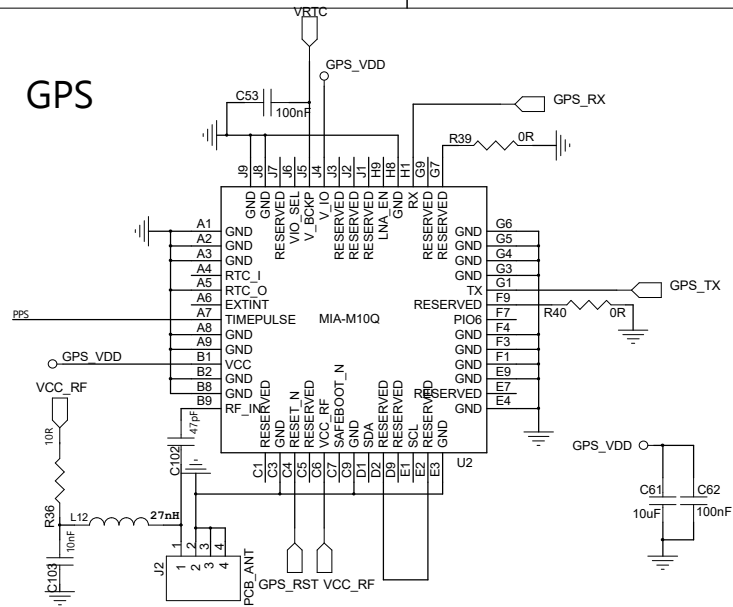 VRTC
GPS
GPS_VDD
C53
100nF
GPS_RX
R39
0R
J9 J8 J7 J6 J5 J4 J3 J2 J1 H9 H8 H1 G9 G7
GND GND RESERVED VIO_SEL V_BCKP V_IO RESERVED RESERVED RESERVED LNA_EN GND RX RESERVED RESERVED
A1 GND
A2 GND
A3 GND
A4 RTC_I
A5 RTC_O
A6 EXTINT
PPS A7 TIMEPULSE
A8 GND
A9 GND
GPS_VDD B1 VCC
B2 GND
B8 GND
B9 RF_IN
MIA-M10Q
GND G6
GND G5
GND G4
GND G3
TX G1 GPS_TX
RESERVED F9
R40 0R
PIO6 F7
GND F4
GND F3
GND F1
GND E9
RESERVED E7
GND E4
RESERVED GND RESET_N RESERVED VCC_RF SAFEBOOT_N GND SDA RESERVED RESERVED SCL RESERVED GND
C1 C3 C4 C5 C6 C7 C9 D1 D2 D9 E1 E2 E3
U2
VCC_RF
10R
R36
47pF
C102
L12 27nH
10nF
C103
1 2 3 4
1 2 3 4
J2
PCB_ANT
GPS_RST VCC_RF
GPS_VDD
C61 C62
10uF 100nF